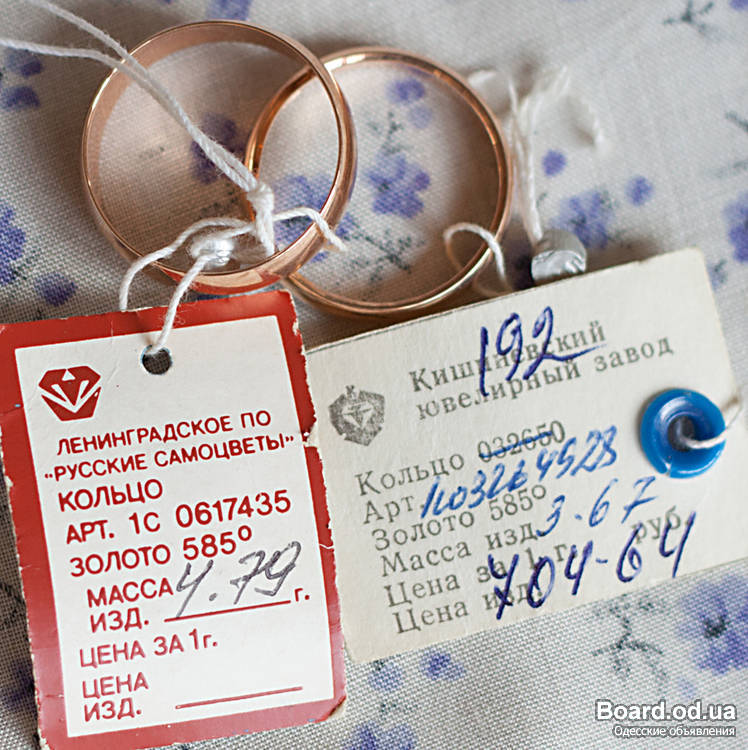 ЛЕНИНГРАДСКОЕ ПО
„РУССКИЕ САМОЦВЕТЫ"
КОЛЬЦО
АРТ. 1С 0617435
ЗОЛОТО 585°
МАССА
ИЗД. 4.79 г.
ЦЕНА ЗА 1г.
ЦЕНА
ИЗД.
192
Кишиневский
ювелирный завод
Кольцо 032650
Арт.
Золото 585°
Масса изд. 3-67
Цена за 1 г. руб.
Цена изд. 704-64
Board.od.ua
Одесские объявления